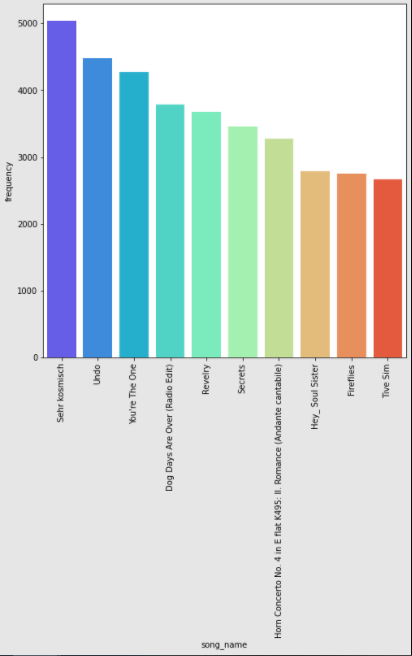 5000
4000
3000
2000
1000
0
frequency
Sehr kosmisch
Undo
You're The One
Dog Days Are Over (Radio Edit)
Revelry
Secrets
Horn Concerto No. 4 in E flat K495: II. Romance (Andante cantabile)
Hey_ Soul Sister
Fireflies
Tive Sim
song_name